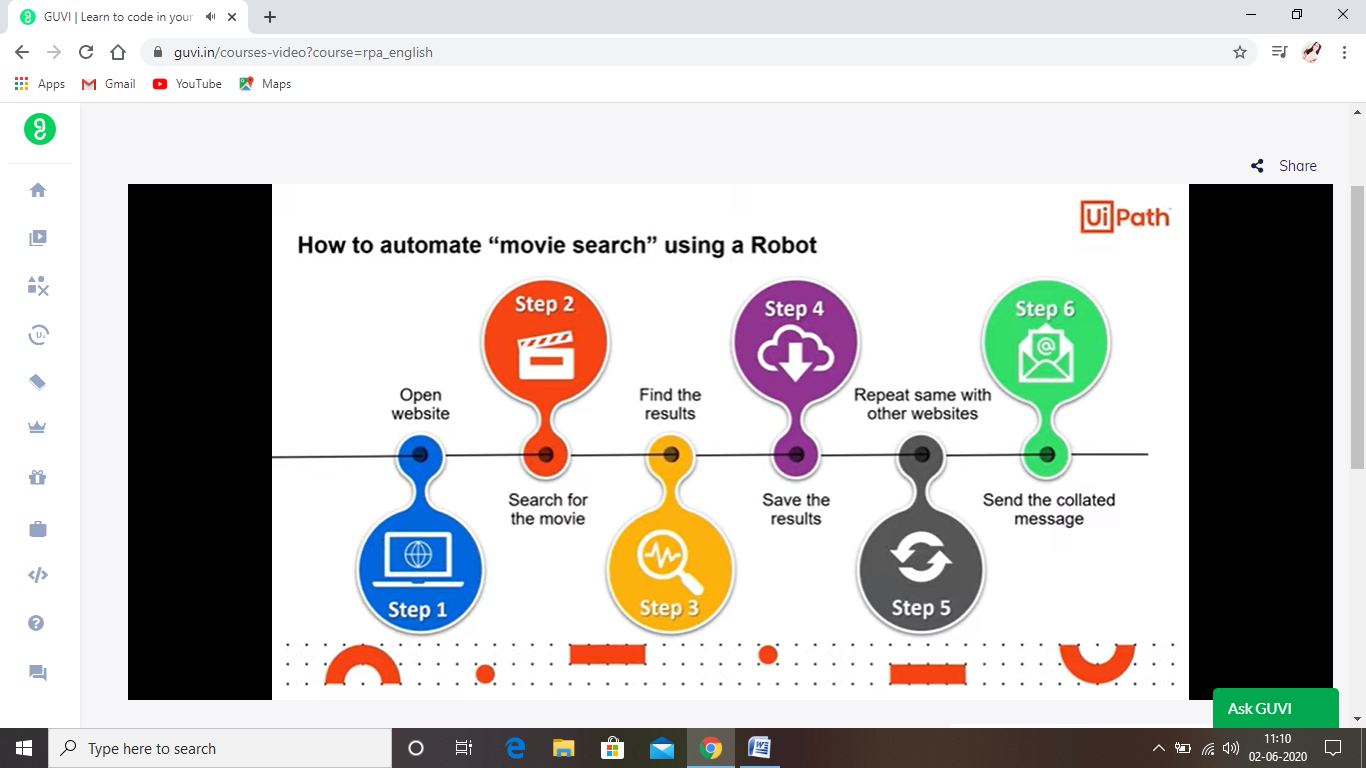 GUVI | Learn to code in your
guvi.in/courses-video?course=rpa_english
Apps
Gmail
YouTube
Maps
Share
UiPath
How to automate “movie search” using a Robot
Step 2
Step 4
Step 6
@
Open
website
Find the
results
Repeat same with
other websites
Search for
the movie
Save the
results
Send the collated
message
Step 1
Step 3
Step 5
Ask GUVI
Type here to search
11:10
02-06-2020